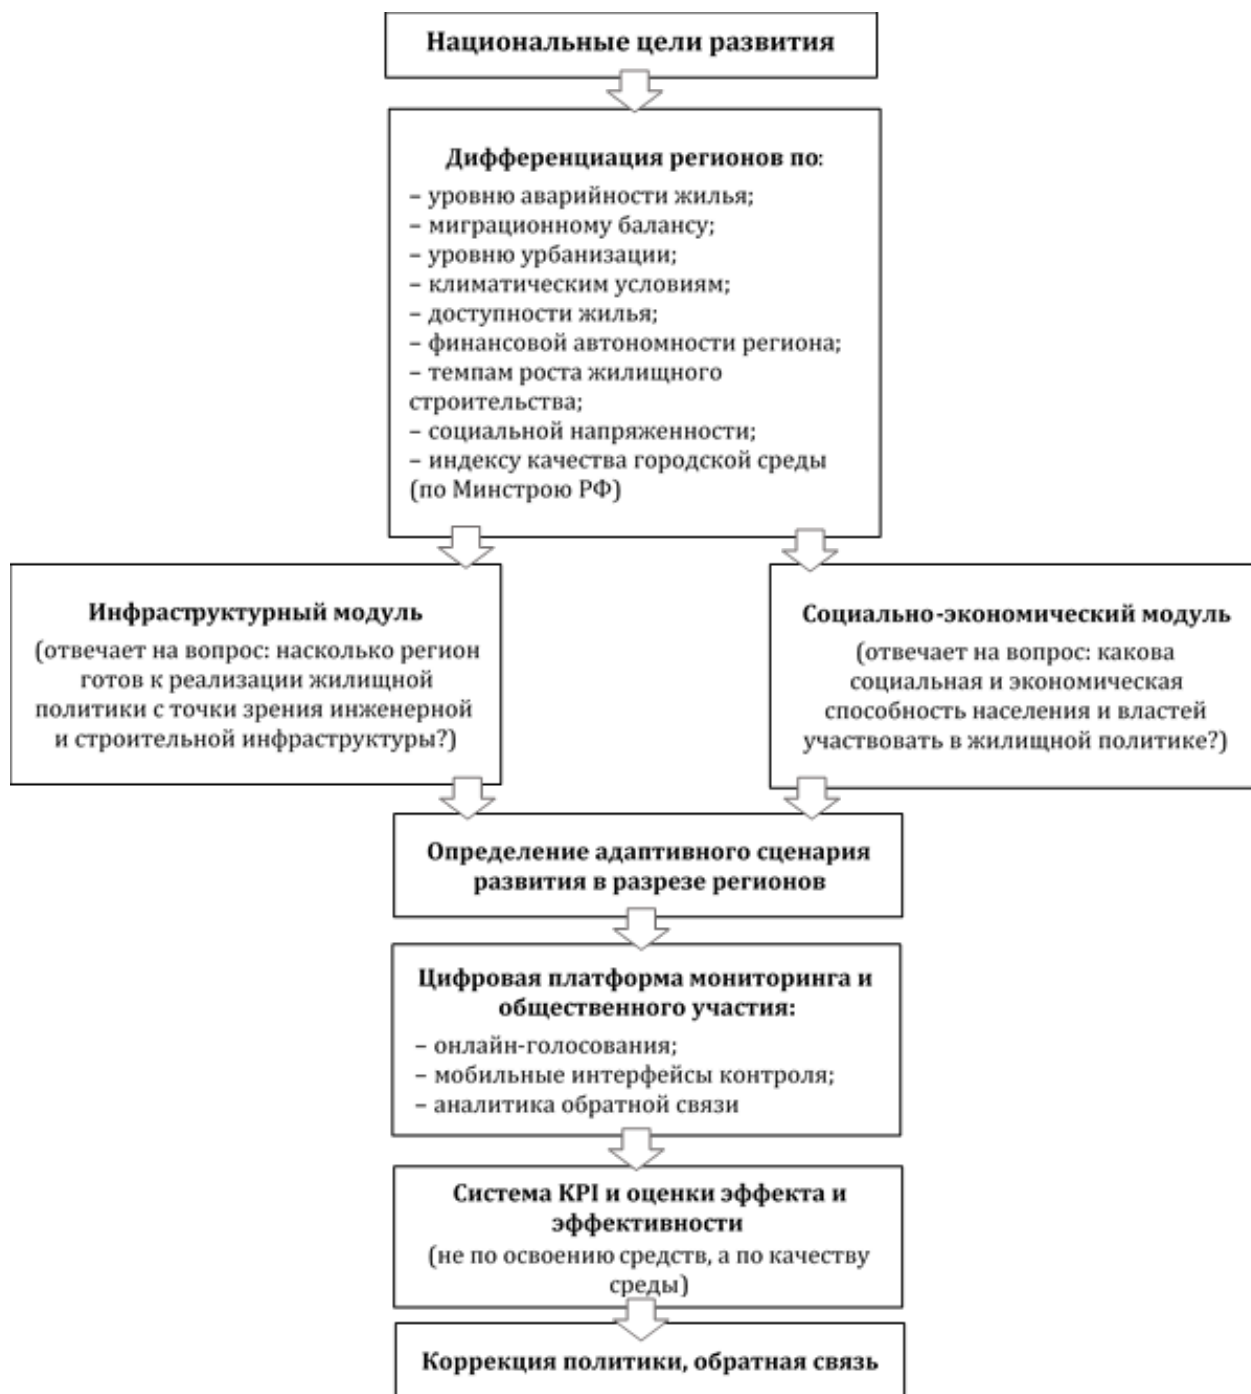 Национальные цели развития
Дифференциация регионов по:
– уровню аварийности жилья;
– миграционному балансу;
– уровню урбанизации;
– климатическим условиям;
– доступности жилья;
– финансовой автономности региона;
– темпам роста жилищного
строительства;
– социальной напряженности;
– индексу качества городской среды
(по Минстрою РФ)
Инфраструктурный модуль
(отвечает на вопрос: насколько регион
готов к реализации жилищной
политики с точки зрения инженерной
и строительной инфраструктуры?)
Социально-экономический модуль
(отвечает на вопрос: какова
социальная и экономическая
способность населения и властей
участвовать в жилищной политике?)
Определение адаптивного сценария
развития в разрезе регионов
Цифровая платформа мониторинга и
общественного участия:
– онлайн-голосования;
– мобильные интерфейсы контроля;
– аналитика обратной связи
Система KPI и оценки эффекта и
эффективности
(не по освоению средств, а по качеству
среды)
Коррекция политики, обратная связь